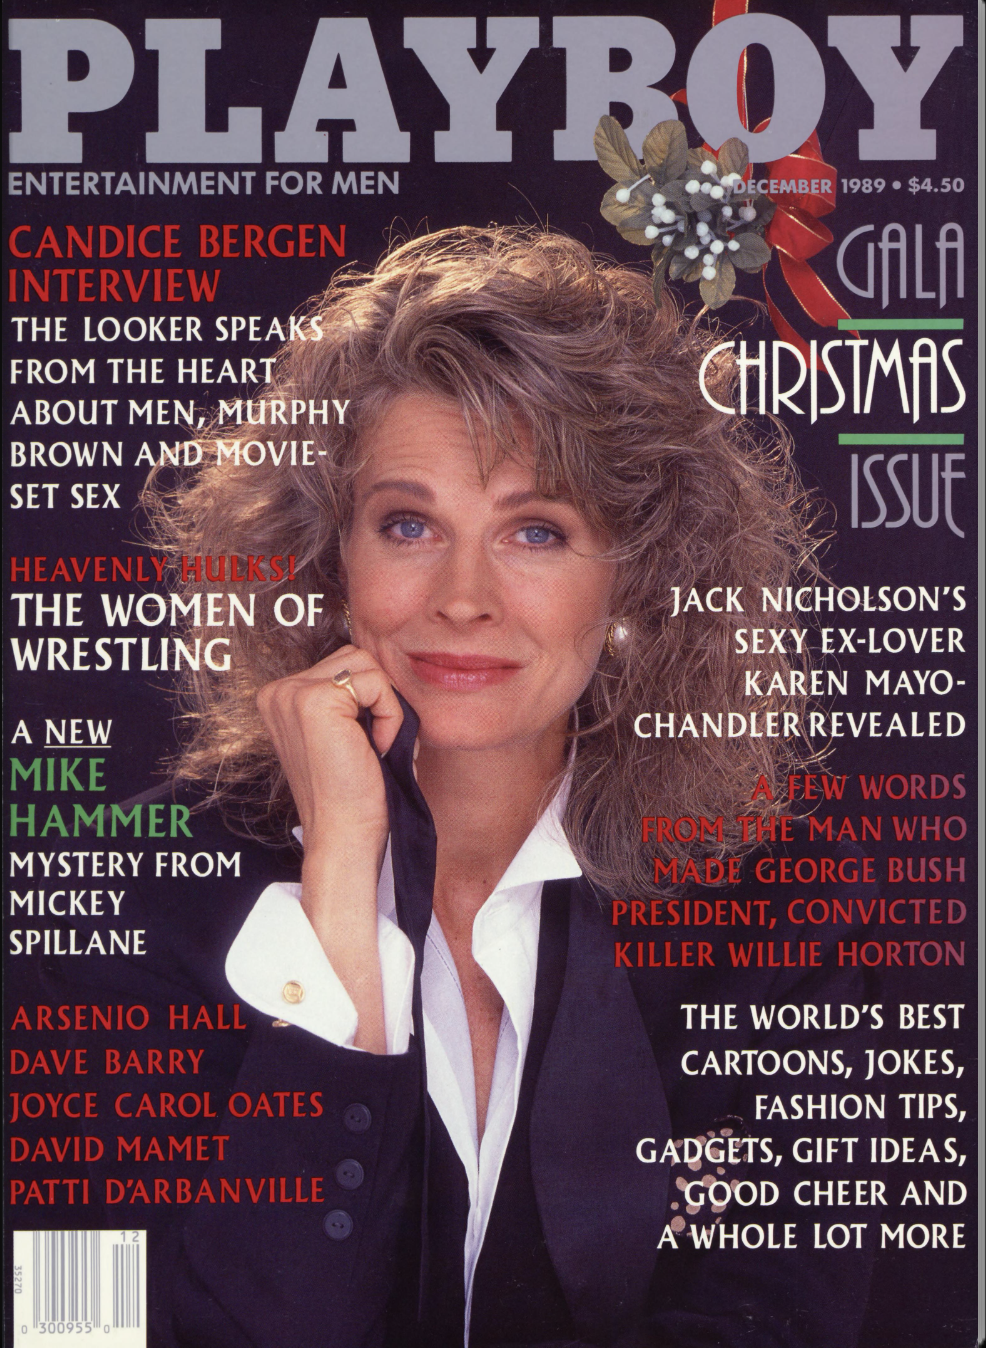 PLAYBOY
ENTERTAINMENT FOR MEN
DECEMBER 1989 • $4.50
CANDICE BERGEN
INTERVIEW
THE LOOKER SPEAKS
FROM THE HEART
ABOUT MEN, MURPHY
BROWN AND MOVIE-
SET SEX
HEAVENLY HULKS!
THE WOMEN OF
WRESTLING
A NEW
MIKE
HAMMER
MYSTERY FROM
MICKEY
SPILLANE
ARSENIO HALL
DAVE BARRY
JOYCE CAROL OATES
DAVID MAMET
PATTI D'ARBANVILLE
GALA
CHRISTMAS
ISSUE
JACK NICHOLSON'S
SEXY EX-LOVER
KAREN MAYO-
CHANDLER REVEALED
A FEW WORDS
FROM THE MAN WHO
MADE GEORGE BUSH
PRESIDENT, CONVICTED
KILLER WILLIE HORTON
THE WORLD'S BEST
CARTOONS, JOKES,
FASHION TIPS,
GADGETS, GIFT IDEAS,
GOOD CHEER AND
A WHOLE LOT MORE
12
35270
0 300955 0